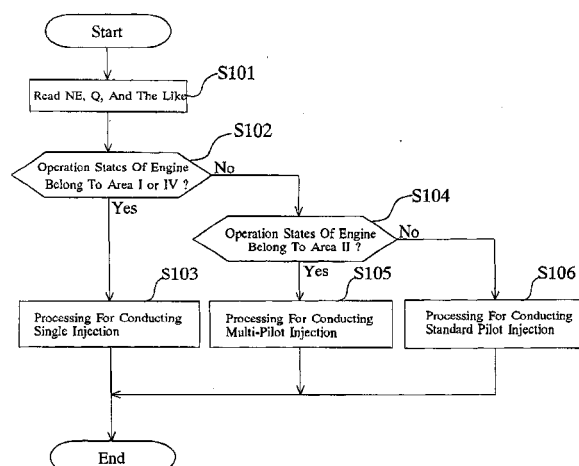 Start
S101
Read NE, Q, And The Like
S102
Operation States Of Engine
Belong To Area I or IV ?
No
Yes
S104
Operation States Of Engine
Belong To Area II ?
No
Yes
S103
Processing For Conducting
Single Injection
S105
Processing For Conducting
Multi-Pilot Injection
S106
Processing For Conducting
Standard Pilot Injection
End